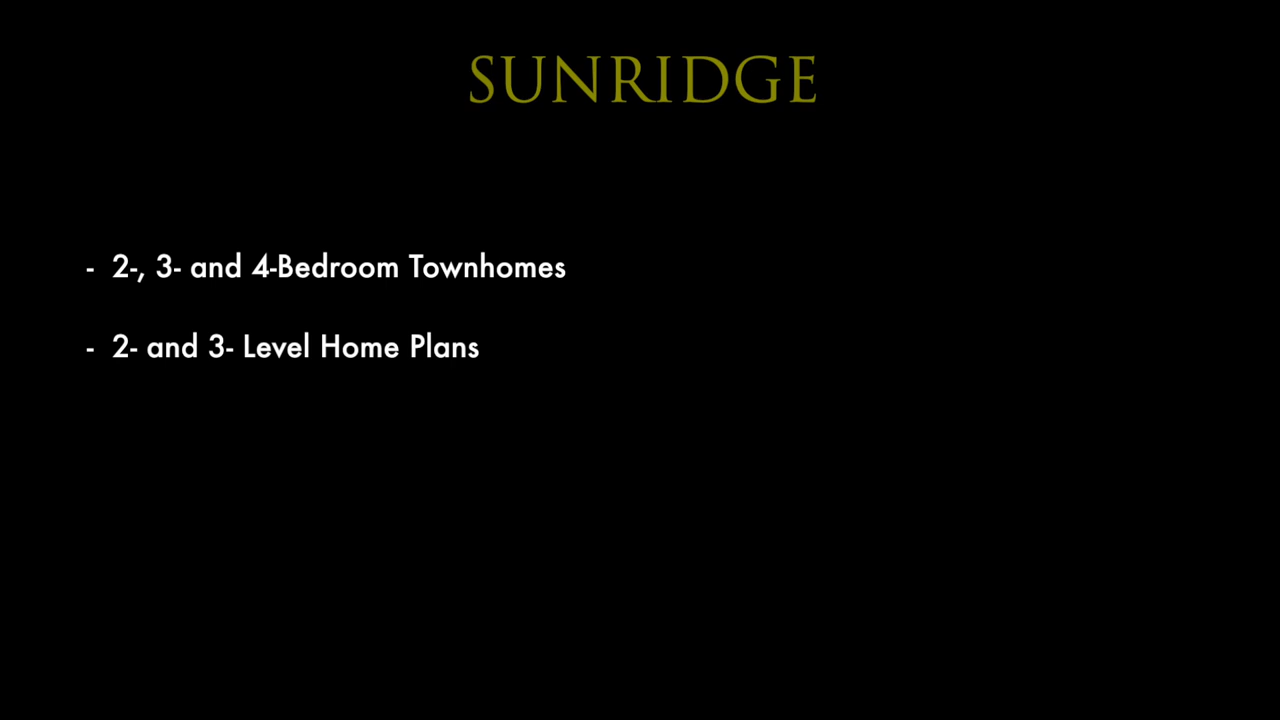 SUNRIDGE
- 2-, 3- and 4-Bedroom Townhomes
- 2- and 3- Level Home Plans